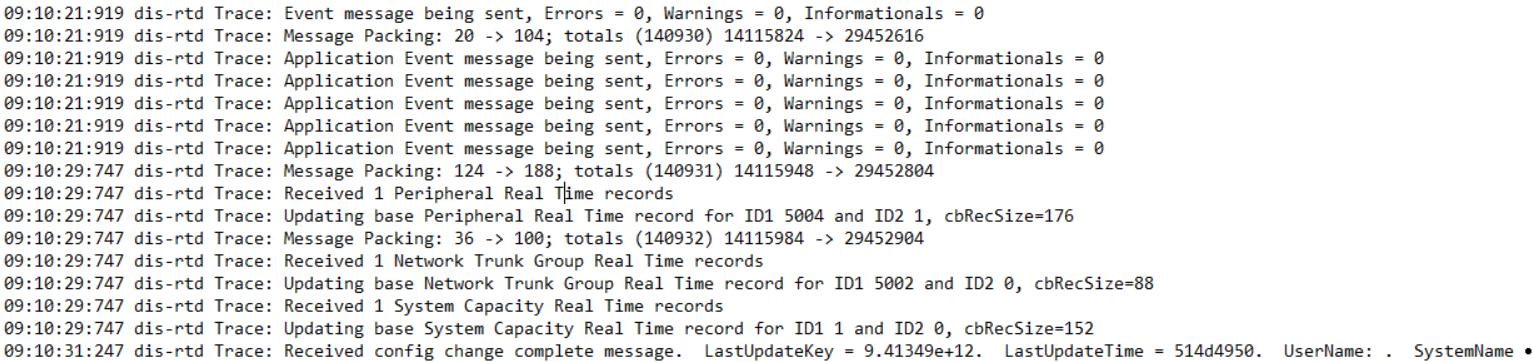 09:10:21:919 dis-rtd Trace: Event message being sent, Errors = 0, Warnings = 0, Informationals = 0
09:10:21:919 dis-rtd Trace: Message Packing: 20 -> 104; totals (140930) 14115824 -> 29452616
09:10:21:919 dis-rtd Trace: Application Event message being sent, Errors = 0, Warnings = 0, Informationals = 0
09:10:21:919 dis-rtd Trace: Application Event message being sent, Errors = 0, Warnings = 0, Informationals = 0
09:10:21:919 dis-rtd Trace: Application Event message being sent, Errors = 0, Warnings = 0, Informationals = 0
09:10:21:919 dis-rtd Trace: Application Event message being sent, Errors = 0, Warnings = 0, Informationals = 0
09:10:21:919 dis-rtd Trace: Application Event message being sent, Errors = 0, Warnings = 0, Informationals = 0
09:10:29:747 dis-rtd Trace: Message Packing: 124 -> 188; totals (140931) 14115948 -> 29452804
09:10:29:747 dis-rtd Trace: Received 1 Peripheral Real Time records
09:10:29:747 dis-rtd Trace: Updating base Peripheral Real Time record for ID1 5004 and ID2 1, cbRecSize=176
09:10:29:747 dis-rtd Trace: Message Packing: 36 -> 100; totals (140932) 14115984 -> 29452904
09:10:29:747 dis-rtd Trace: Received 1 Network Trunk Group Real Time records
09:10:29:747 dis-rtd Trace: Updating base Network Trunk Group Real Time record for ID1 5002 and ID2 0, cbRecSize=88
09:10:29:747 dis-rtd Trace: Received 1 System Capacity Real Time records
09:10:29:747 dis-rtd Trace: Updating base System Capacity Real Time record for ID1 1 and ID2 0, cbRecSize=152
09:10:31:247 dis-rtd Trace: Received config change complete message.  LastUpdateKey = 9.41349e+12.  LastUpdateTime = 514d4950.  UserName: .  SystemName •